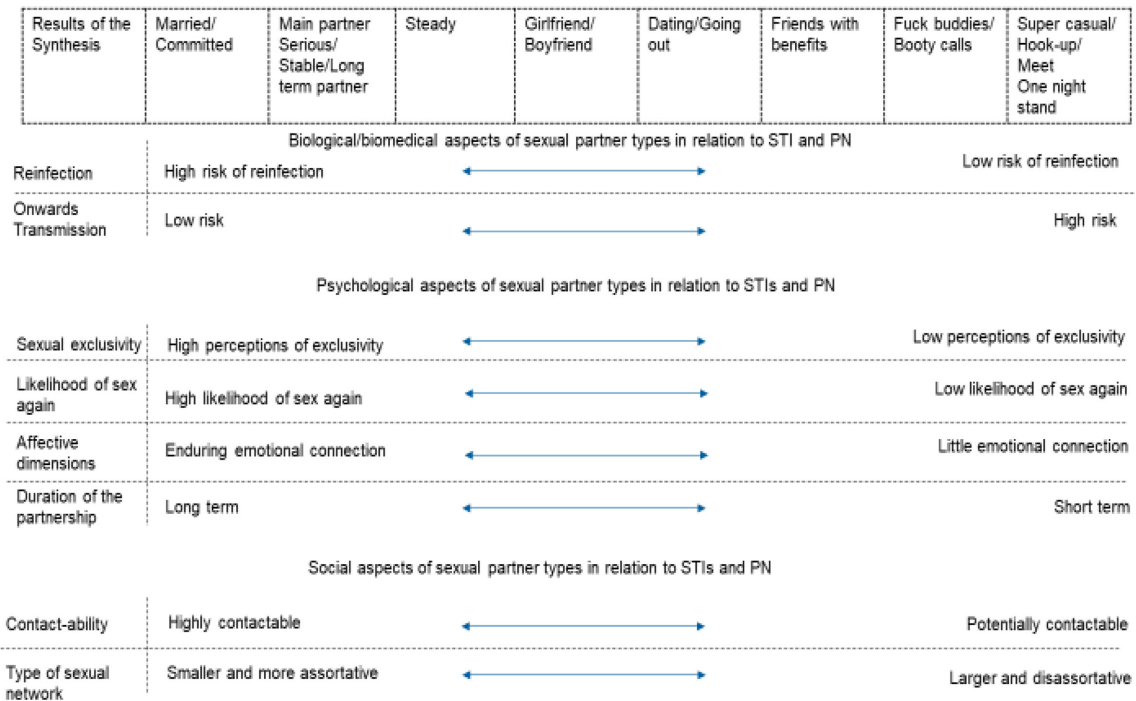 Results of the
Synthesis
Married/
Committed
Main partner
Serious/
Stable/Long
term partner
Steady
Girlfriend/
Boyfriend
Dating/Going
out
Friends with
benefits
Fuck buddies/
Booty calls
Super casual/
Hook-up/
Meet
One night
stand
Biological/biomedical aspects of sexual partner types in relation to STI and PN
Reinfection
High risk of reinfection
Low risk of reinfection
Onwards
Transmission
Low risk
High risk
Psychological aspects of sexual partner types in relation to STIs and PN
Sexual exclusivity
High perceptions of exclusivity
Low perceptions of exclusivity
Likelihood of sex
again
High likelihood of sex again
Low likelihood of sex again
Affective
dimensions
Enduring emotional connection
Little emotional connection
Duration of the
partnership
Long term
Short term
Social aspects of sexual partner types in relation to STIs and PN
Contact-ability
Highly contactable
Potentially contactable
Type of sexual
network
Smaller and more assortative
Larger and disassortative